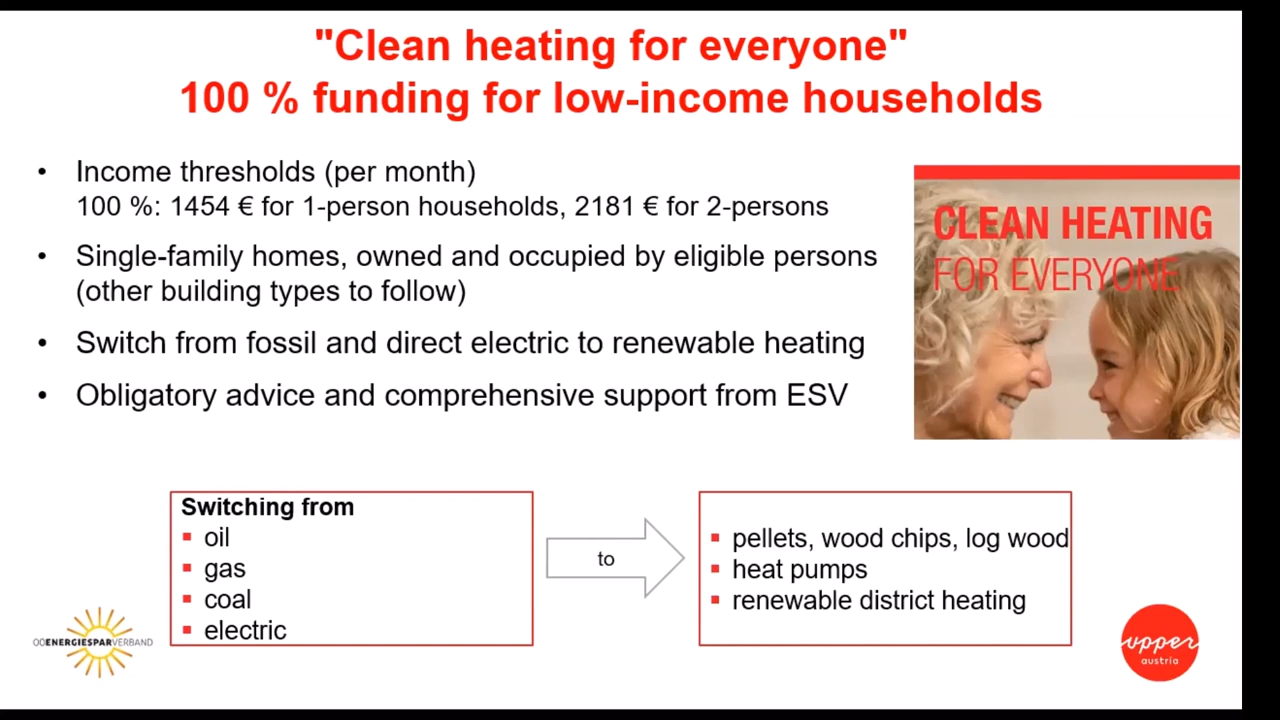 "Clean heating for everyone"
100 % funding for low-income households
• Income thresholds (per month)
100 %: 1454 € for 1-person households, 2181 € for 2-persons
• Single-family homes, owned and occupied by eligible persons
(other building types to follow)
• Switch from fossil and direct electric to renewable heating
• Obligatory advice and comprehensive support from ESV
CLEAN HEATING
FOR EVERYONE
Switching from
▪ oil
▪ gas
▪ coal
▪ electric
to
▪ pellets, wood chips, log wood
▪ heat pumps
▪ renewable district heating
OÖENERGIESPARVERBAND
upper
austria